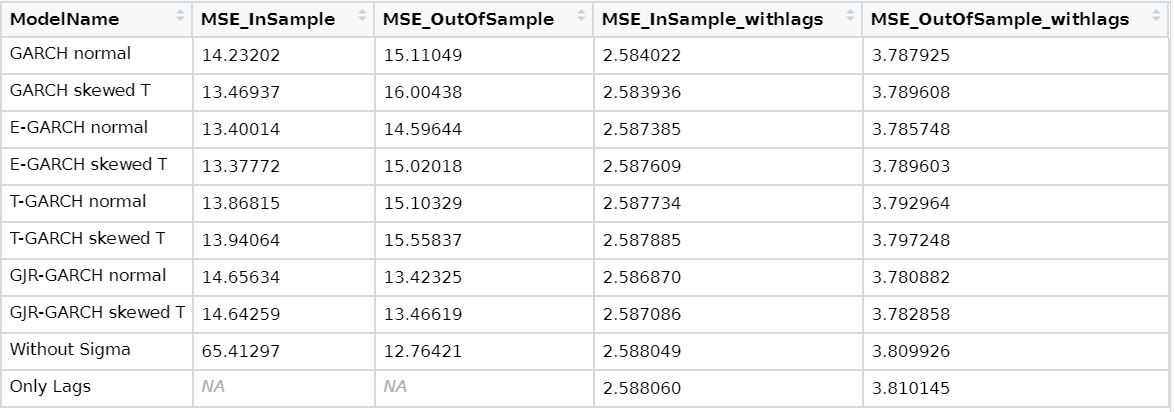 ModelName MSE_InSample MSE_OutOfSample MSE_InSample_withlags MSE_OutOfSample_withlags
GARCH normal 14.23202 15.11049 2.584022 3.787925
GARCH skewed T 13.46937 16.00438 2.583936 3.789608
E-GARCH normal 13.40014 14.59644 2.587385 3.785748
E-GARCH skewed T 13.37772 15.02018 2.587609 3.789603
T-GARCH normal 13.86815 15.10329 2.587734 3.792964
T-GARCH skewed T 13.94064 15.55837 2.587885 3.797248
GJR-GARCH normal 14.65634 13.42325 2.586870 3.780882
GJR-GARCH skewed T 14.64259 13.46619 2.587086 3.782858
Without Sigma 65.41297 12.76421 2.588049 3.809926
Only Lags NA NA 2.588060 3.810145